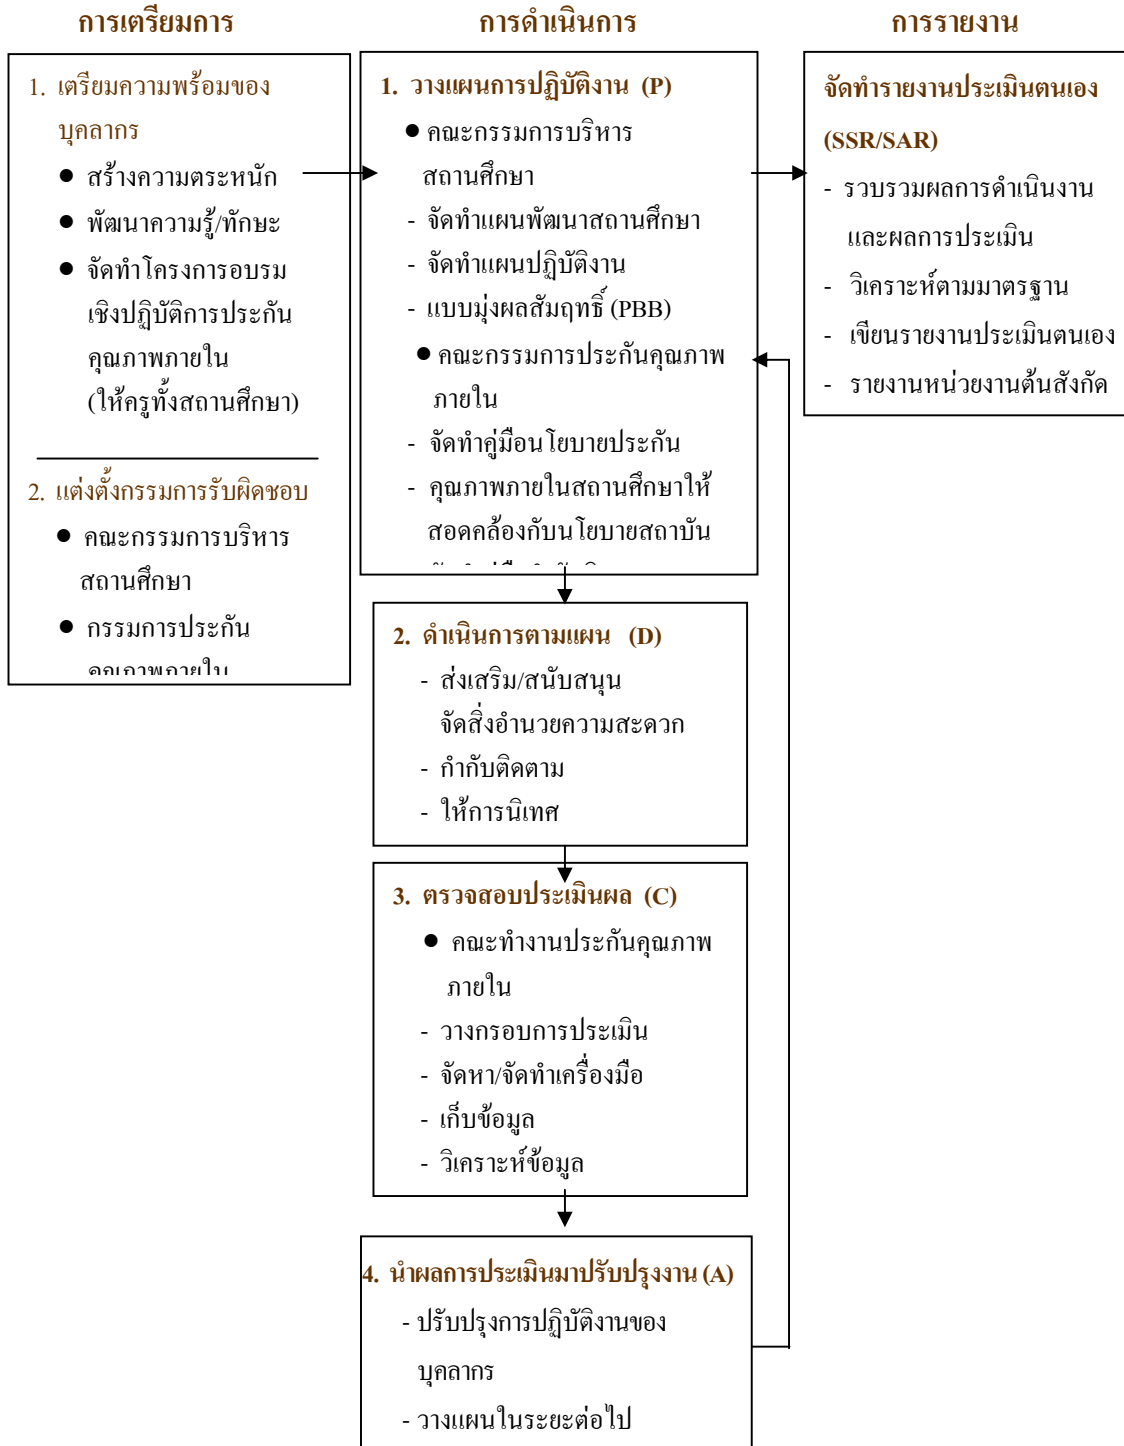 การเตรียมการ
1. เตรียมความพร้อมของ
บุคลากร
● สร้างความตระหนัก
● พัฒนาความรู้/ทักษะ
● จัดทำโครงการอบรม
เชิงปฏิบัติการประกัน
คุณภาพภายใน
(ให้ครูทั้งสถานศึกษา)
2. แต่งตั้งกรรมการรับผิดชอบ
● คณะกรรมการบริหาร
สถานศึกษา
● กรรมการประกัน
คุณภาพภายใน
การดำเนินการ
1. วางแผนการปฏิบัติงาน (P)
● คณะกรรมการบริหาร
สถานศึกษา
- จัดทำแผนพัฒนาสถานศึกษา
- จัดทำแผนปฏิบัติงาน
- แบบมุ่งผลสัมฤทธิ์ (PBB)
● คณะกรรมการประกันคุณภาพ
ภายใน
- จัดทำคู่มือนโยบายประกัน
- คุณภาพภายในสถานศึกษาให้
สอดคล้องกับนโยบายสถาบัน
2. ดำเนินการตามแผน (D)
- ส่งเสริม/สนับสนุน
จัดสิ่งอำนวยความสะดวก
- กำกับติดตาม
- ให้การนิเทศ
3. ตรวจสอบประเมินผล (C)
● คณะทำงานประกันคุณภาพ
ภายใน
- วางกรอบการประเมิน
- จัดหา/จัดทำเครื่องมือ
- เก็บข้อมูล
- วิเคราะห์ข้อมูล
4. นำผลการประเมินมาปรับปรุงงาน (A)
- ปรับปรุงการปฏิบัติงานของ
บุคลากร
- วางแผนในระยะต่อไป
การรายงาน
จัดทำรายงานประเมินตนเอง
(SSR/SAR)
- รวบรวมผลการดำเนินงาน
และผลการประเมิน
- วิเคราะห์ตามมาตรฐาน
- เขียนรายงานประเมินตนเอง
- รายงานหน่วยงานต้นสังกัด